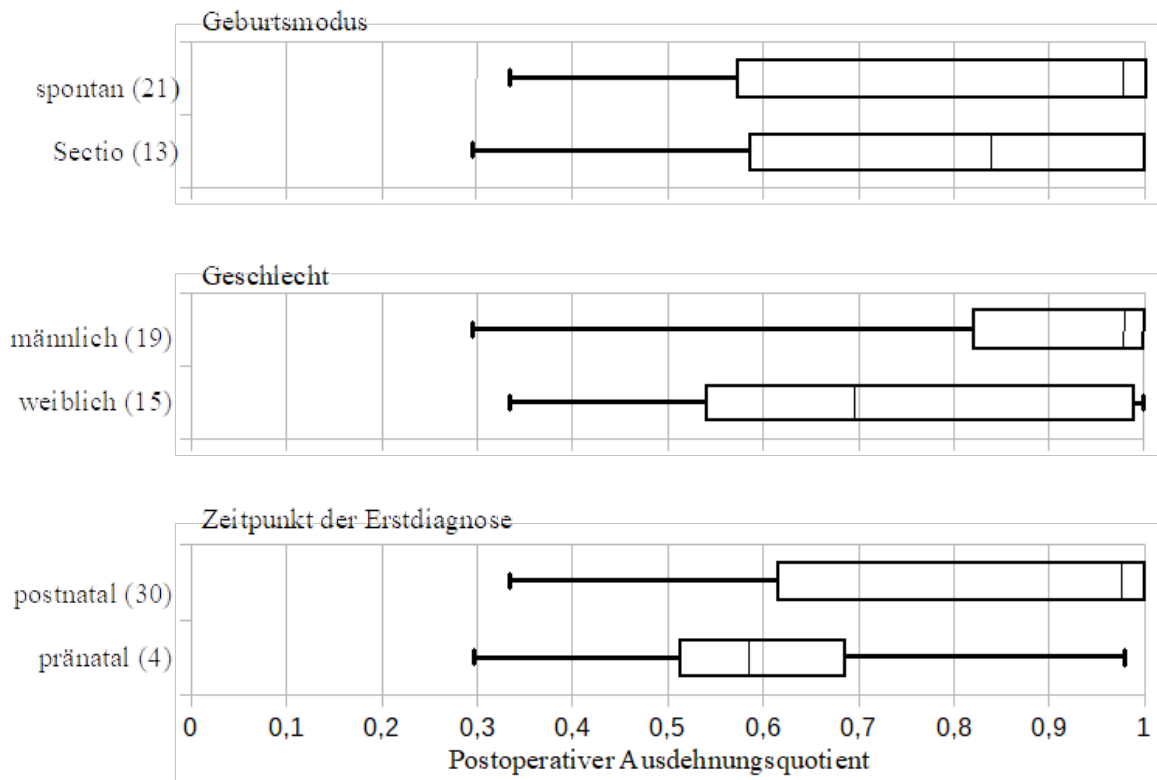 Geburtsmodus
spontan (21)
Sectio (13)
Geschlecht
männlich (19)
weiblich (15)
Zeitpunkt der Erstdiagnose
postnatal (30)
pränatal (4)
0 0,1 0,2 0,3 0,4 0,5 0,6 0,7 0,8 0,9 1
Postoperativer Ausdehnungsquotient